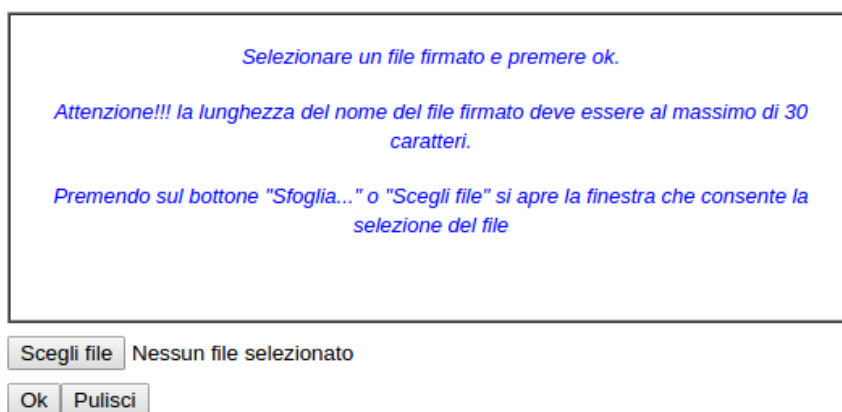 Selezionare un file firmato e premere ok.
Attenzione!!! la lunghezza del nome del file firmato deve essere al massimo di 30
caratteri.
Premendo sul bottone "Sfoglia..." o "Scegli file" si apre la finestra che consente la
selezione del file
Scegli file Nessun file selezionato
Ok Pulisci